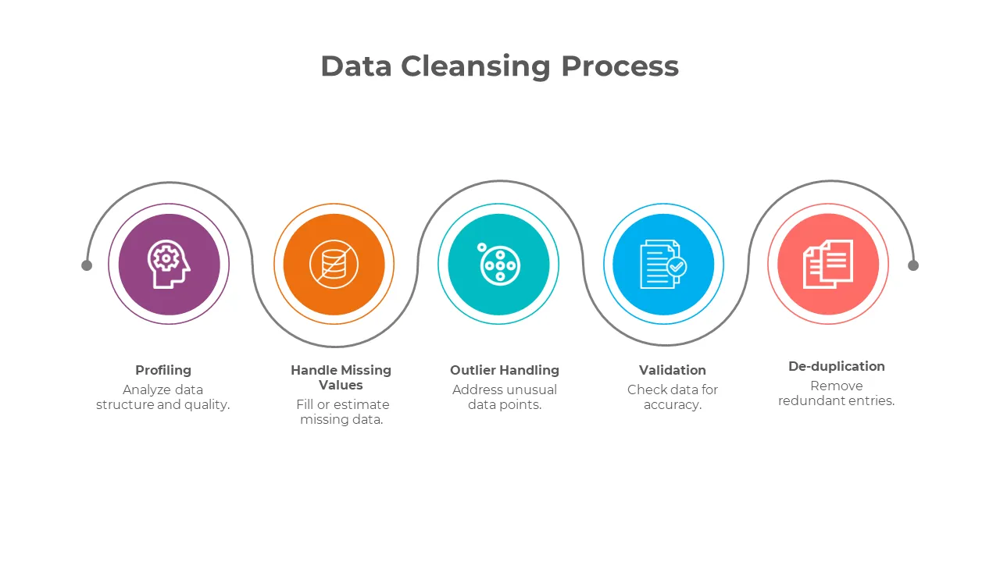 Data Cleansing Process
Profiling
Analyze data
structure and quality.
Handle Missing
Values
Fill or estimate
missing data.
Outlier Handling
Address unusual
data points.
Validation
Check data for
accuracy.
De-duplication
Remove
redundant entries.